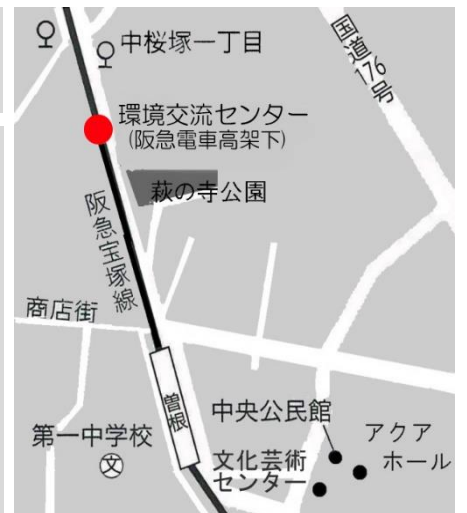 中桜塚一丁目
国道176号
環境交流センター
(阪急電車高架下)
萩の寺公園
阪急宝塚線
商店街
曽根
中央公民館
アクア
ホール
第一中学校
文
文化芸術
センター